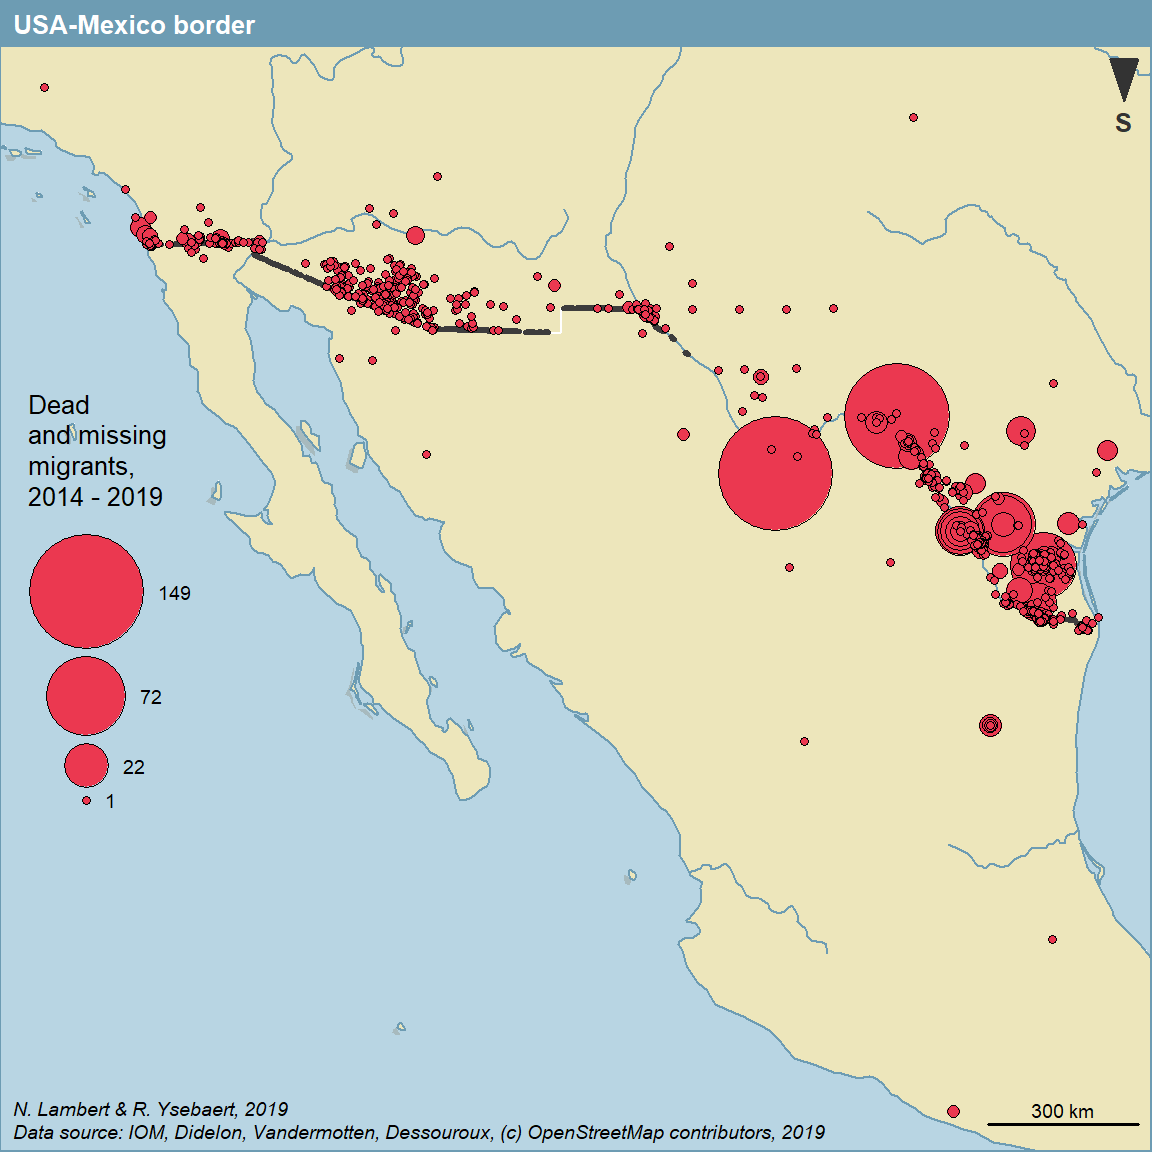 USA-Mexico border
S
Dead
and missing
migrants,
2014 - 2019
149
72
22
1
N. Lambert & R. Ysebaert, 2019
Data source: IOM, Didelon, Vandermotten, Dessouroux, (c) OpenStreetMap contributors, 2019
300 km